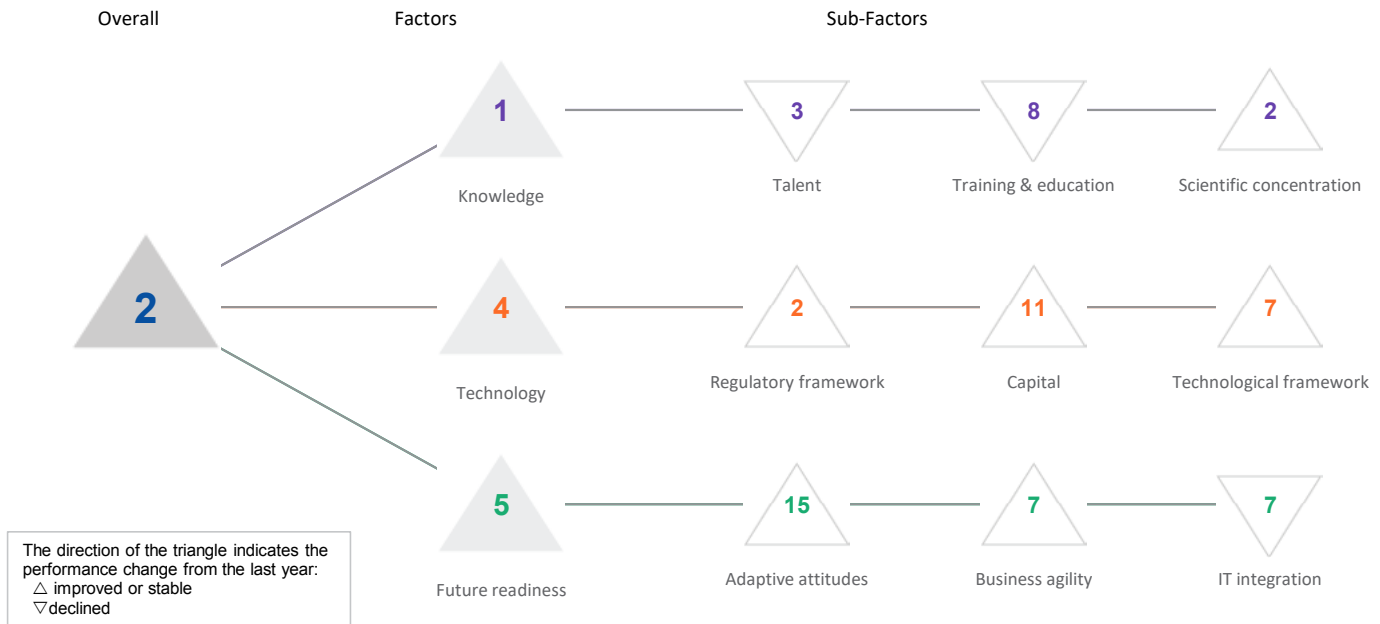 Overall
Factors
Sub-Factors
1
3
8
2
Knowledge
Talent
Training & education
Scientific concentration
2
4
2
11
7
Technology
Regulatory framework
Capital
Technological framework
5
15
7
7
Future readiness
Adaptive attitudes
Business agility
IT integration
The direction of the triangle indicates the
performance change from the last year:
△ improved or stable
▽declined